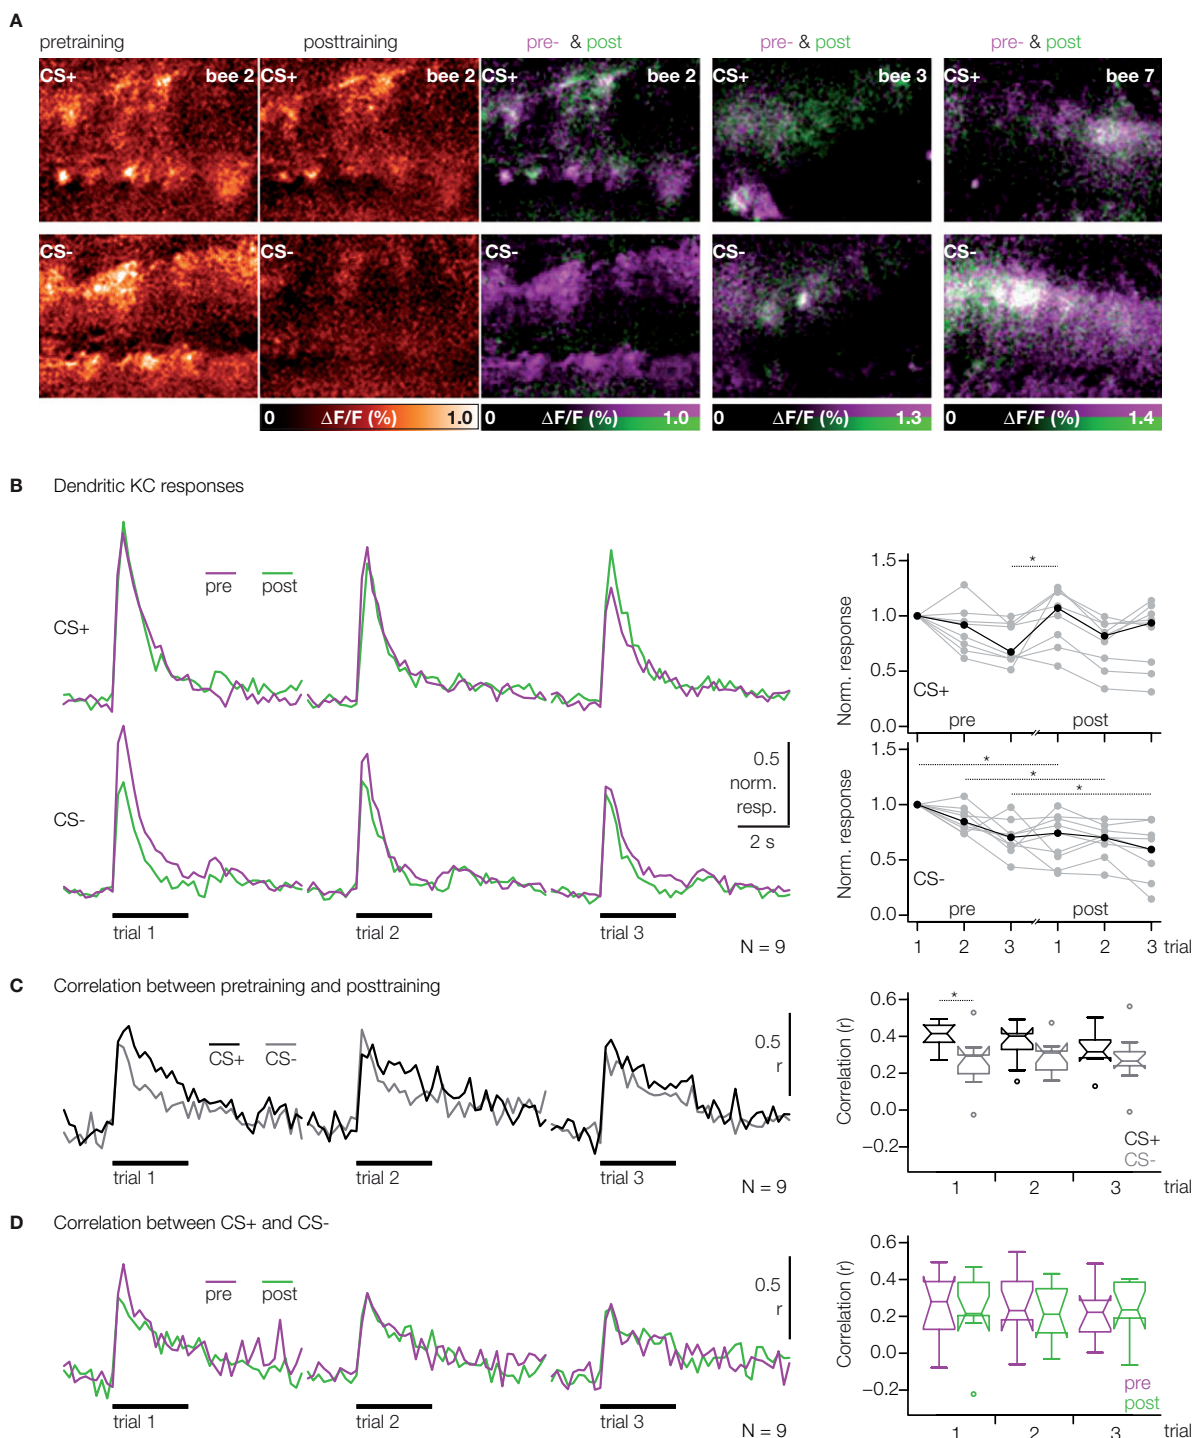 A
pretraining
posttraining
pre- & post
pre- & post
pre- & post
CS+ bee 2
CS+ bee 2
CS+ bee 2
CS+ bee 3
CS+ bee 7
CS-
CS-
CS-
CS-
CS-
0 ΔF/F (%) 1.0
0 ΔF/F (%) 1.0
0 ΔF/F (%) 1.3
0 ΔF/F (%) 1.4
B Dendritic KC responses
pre post
CS+
CS-
0.5
norm.
resp.
2 s
trial 1
trial 2
trial 3
N = 9
Norm. response
1.5
1.0
0.5
0.0
*
CS+
pre post
Norm. response
1.5
1.0
0.5
0.0
*
*
*
CS-
pre post
1 2 3 1 2 3 trial
C Correlation between pretraining and posttraining
CS+ CS-
0.5
r
trial 1
trial 2
trial 3
N = 9
Correlation (r)
0.6
0.4
0.2
0.0
−0.2
*
CS+
CS-
1 2 3 trial
D Correlation between CS+ and CS-
pre post
0.5
r
trial 1
trial 2
trial 3
N = 9
Correlation (r)
0.6
0.4
0.2
0.0
−0.2
pre
post
1 2 3 trial